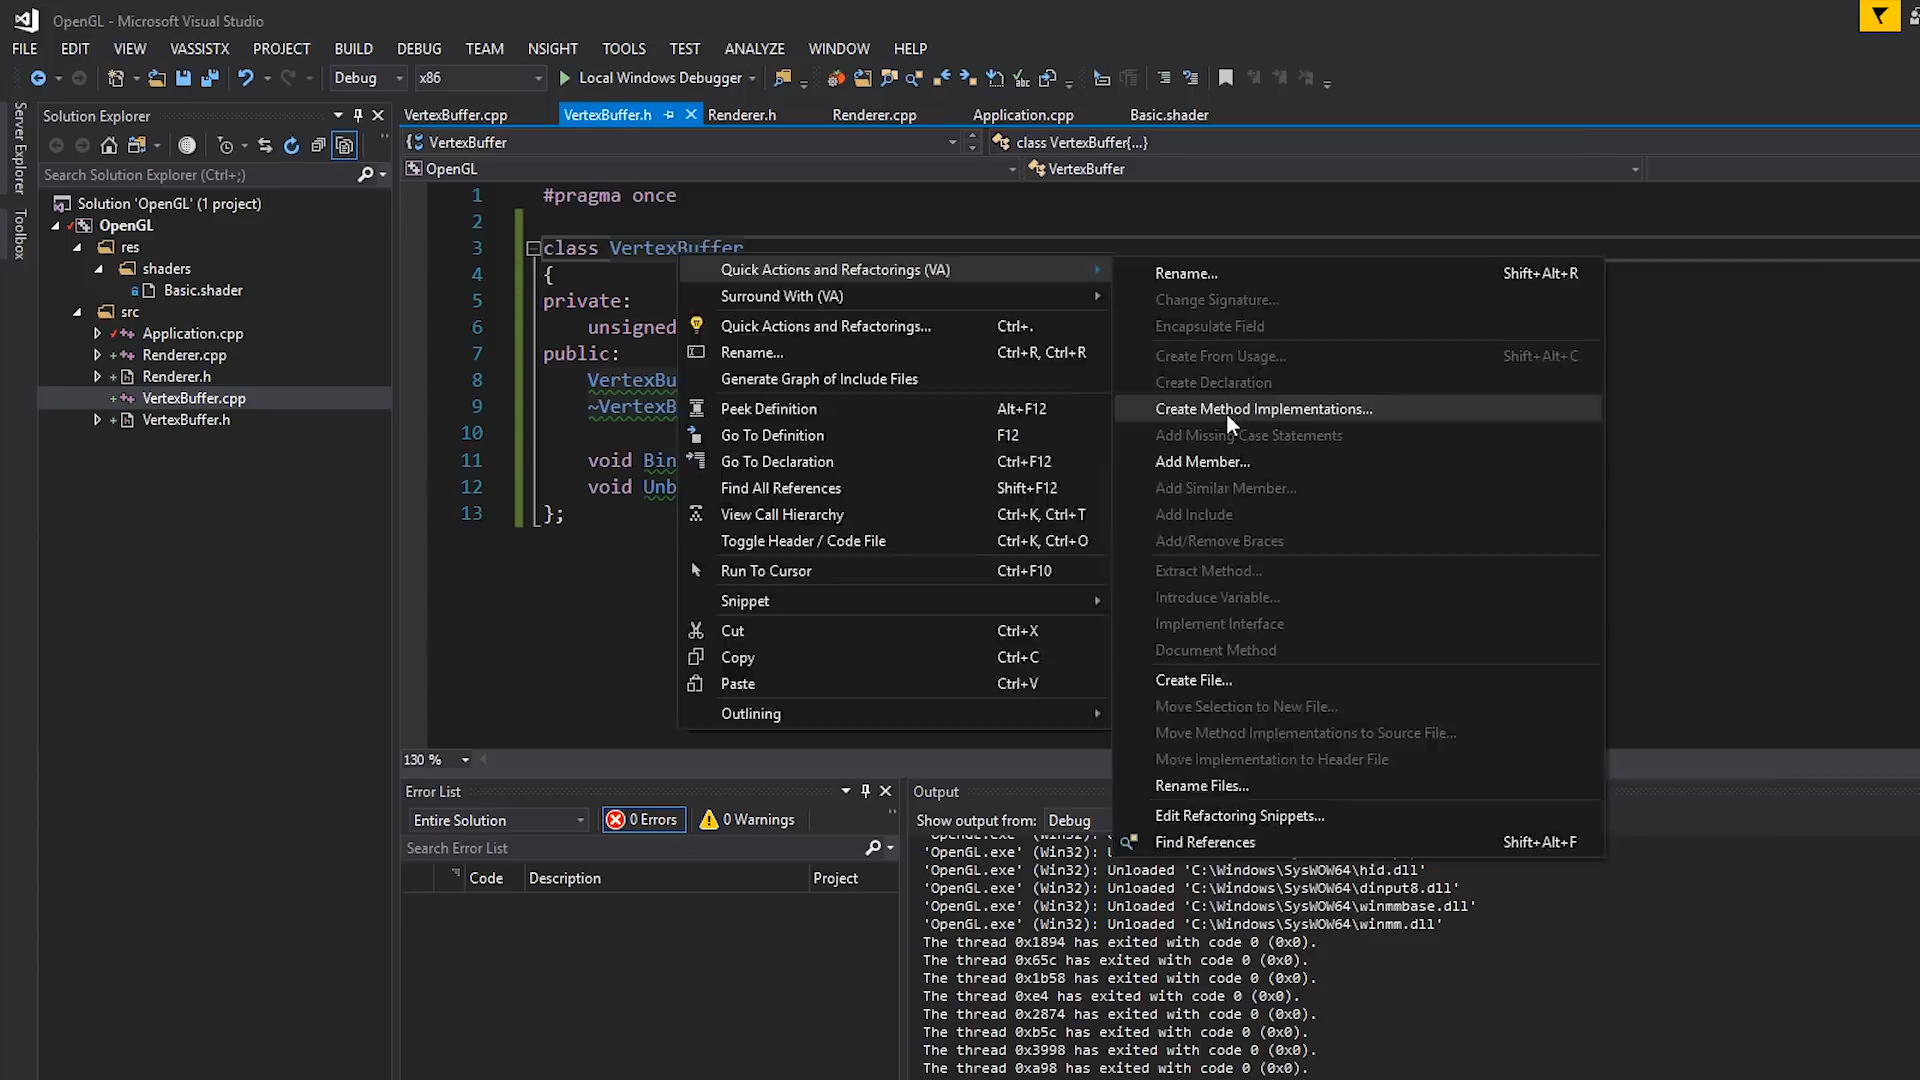 OpenGL - Microsoft Visual Studio
FILE EDIT VIEW VASSISTX PROJECT BUILD DEBUG TEAM NSIGHT TOOLS TEST ANALYZE WINDOW HELP
Debug x86 Local Windows Debugger
Server Explorer
Toolbox
Solution Explorer
Search Solution Explorer (Ctrl+;)
Solution 'OpenGL' (1 project)
OpenGL
res
shaders
Basic.shader
src
Application.cpp
Renderer.cpp
Renderer.h
VertexBuffer.cpp
VertexBuffer.h
VertexBuffer.cpp VertexBuffer.h Renderer.h Renderer.cpp Application.cpp Basic.shader
VertexBuffer class VertexBuffer{...}
OpenGL VertexBuffer
1 #pragma once
2
3 class VertexBuffer
4 {
5 private:
6 unsigned
7 public:
8 VertexBu
9 ~VertexB
10
11 void Bin
12 void Unb
13 };
Quick Actions and Refactorings (VA)
Surround With (VA)
Quick Actions and Refactorings... Ctrl+.
Rename... Ctrl+R, Ctrl+R
Generate Graph of Include Files
Peek Definition Alt+F12
Go To Definition F12
Go To Declaration Ctrl+F12
Find All References Shift+F12
View Call Hierarchy Ctrl+K, Ctrl+T
Toggle Header / Code File Ctrl+K, Ctrl+O
Run To Cursor Ctrl+F10
Snippet
Cut Ctrl+X
Copy Ctrl+C
Paste Ctrl+V
Outlining
Rename... Shift+Alt+R
Change Signature...
Encapsulate Field
Create From Usage... Shift+Alt+C
Create Declaration
Create Method Implementations...
Add Missing Case Statements
Add Member...
Add Similar Member...
Add Include
Add/Remove Braces
Extract Method...
Introduce Variable...
Implement Interface
Document Method
Create File...
Move Selection to New File...
Move Method Implementations to Source File...
Move Implementation to Header File
Rename Files...
Edit Refactoring Snippets...
Find References Shift+Alt+F
130 %
Error List
Entire Solution 0 Errors 0 Warnings
Search Error List
Code Description Project
Output
Show output from: Debug
'OpenGL.exe' (Win32):
'OpenGL.exe' (Win32):
'OpenGL.exe' (Win32): Unloaded 'C:\Windows\SysWOW64\hid.dll'
'OpenGL.exe' (Win32): Unloaded 'C:\Windows\SysWOW64\dinput8.dll'
'OpenGL.exe' (Win32): Unloaded 'C:\Windows\SysWOW64\winmmbase.dll'
'OpenGL.exe' (Win32): Unloaded 'C:\Windows\SysWOW64\winmm.dll'
The thread 0x1894 has exited with code 0 (0x0).
The thread 0x65c has exited with code 0 (0x0).
The thread 0x1b58 has exited with code 0 (0x0).
The thread 0xe4 has exited with code 0 (0x0).
The thread 0x2874 has exited with code 0 (0x0).
The thread 0xb5c has exited with code 0 (0x0).
The thread 0x3998 has exited with code 0 (0x0).
The thread 0xa98 has exited with code 0 (0x0).